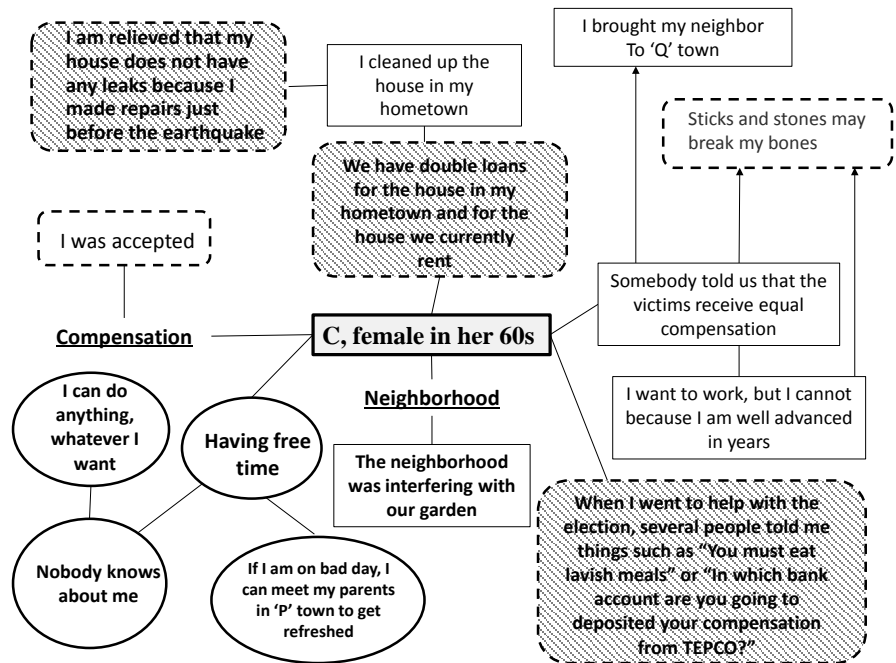 I am relieved that my
house does not have
any leaks because I
made repairs just
before the earthquake
I cleaned up the
house in my
hometown
I brought my neighbor
To ‘Q’ town
Sticks and stones may
break my bones
We have double loans
for the house in my
hometown and for the
house we currently
rent
I was accepted
Somebody told us that the
victims receive equal
compensation
Compensation
C, female in her 60s
I want to work, but I cannot
because I am well advanced
in years
Neighborhood
I can do
anything,
whatever I
want
Having free
time
The neighborhood
was interfering with
our garden
When I went to help with the
election, several people told me
things such as “You must eat
lavish meals” or “In which bank
account are you going to
deposited your compensation
from TEPCO?”
Nobody knows
about me
If I am on bad day, I
can meet my parents
in ‘P’ town to get
refreshed